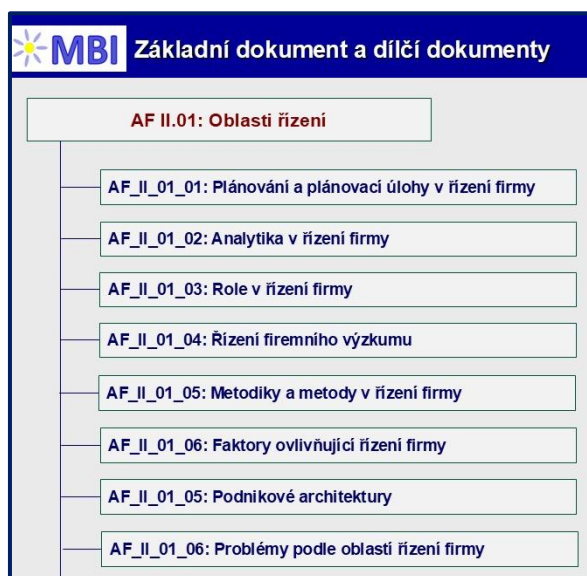 MBI Základní dokument a dílčí dokumenty
AF II.01: Oblasti řízení
AF_II_01_01: Plánování a plánovací úlohy v řízení firmy
AF_II_01_02: Analytika v řízení firmy
AF_II_01_03: Role v řízení firmy
AF_II_01_04: Řízení firemního výzkumu
AF_II_01_05: Metodiky a metody v řízení firmy
AF_II_01_06: Faktory ovlivňující řízení firmy
AF_II_01_05: Podnikové architektury
AF_II_01_06: Problémy podle oblastí řízení firmy